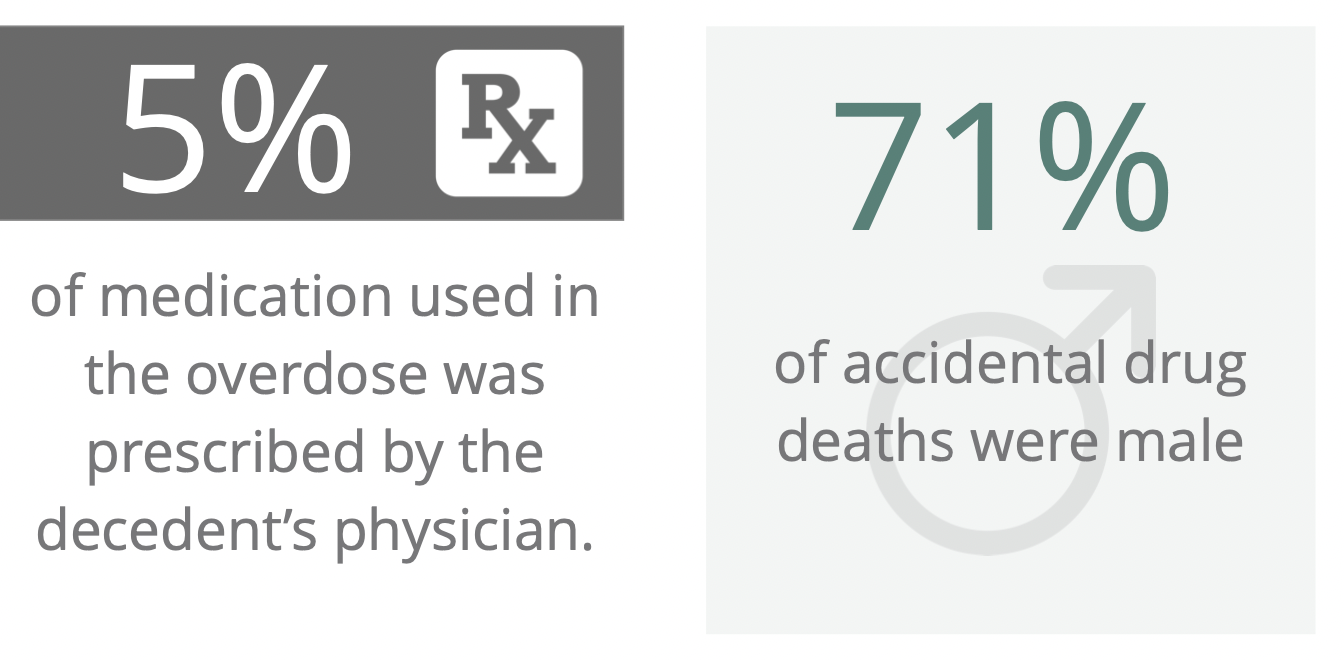 5%
Rx
of medication used in
the overdose was
prescribed by the
decedent’s physician.
71%
of accidental drug
deaths were male